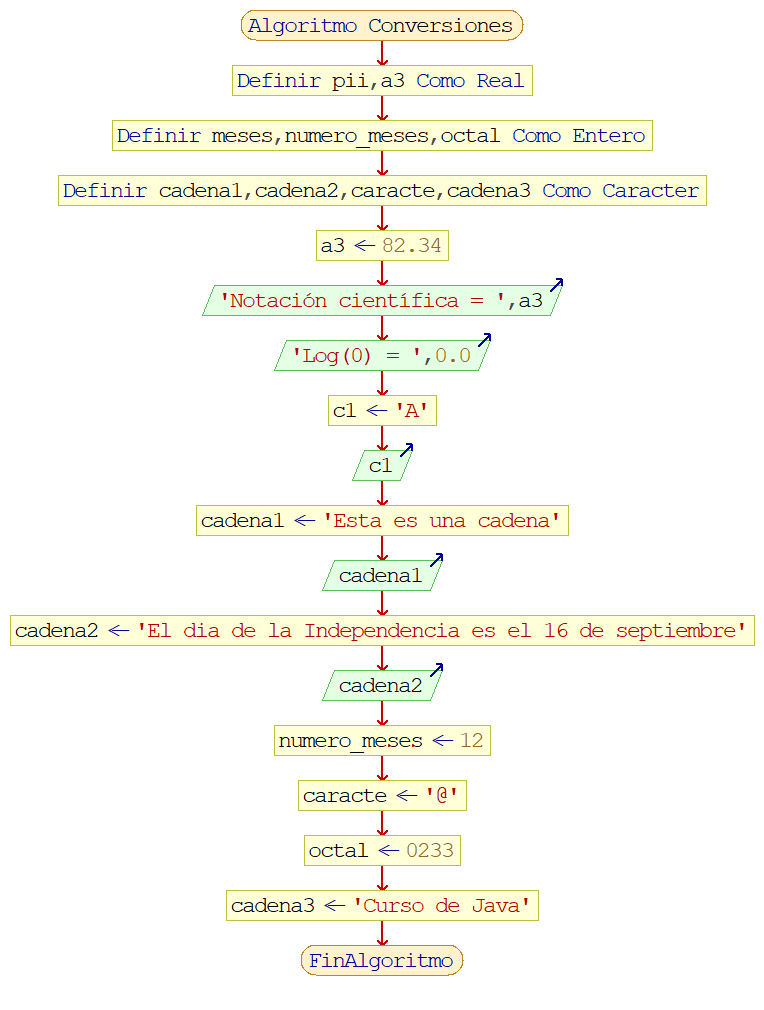 Algoritmo Conversiones
Definir pii,a3 Como Real
Definir meses,numero_meses,octal Como Entero
Definir cadena1,cadena2,caracte,cadena3 Como Caracter
a3 ← 82.34
'Notación científica = ',a3
'Log(0) = ',0.0
c1 ← 'A'
c1
cadena1 ← 'Esta es una cadena'
cadena1
cadena2 ← 'El dia de la Independencia es el 16 de septiembre'
cadena2
numero_meses ← 12
caracte ← '@'
octal ← 0233
cadena3 ← 'Curso de Java'
FinAlgoritmo